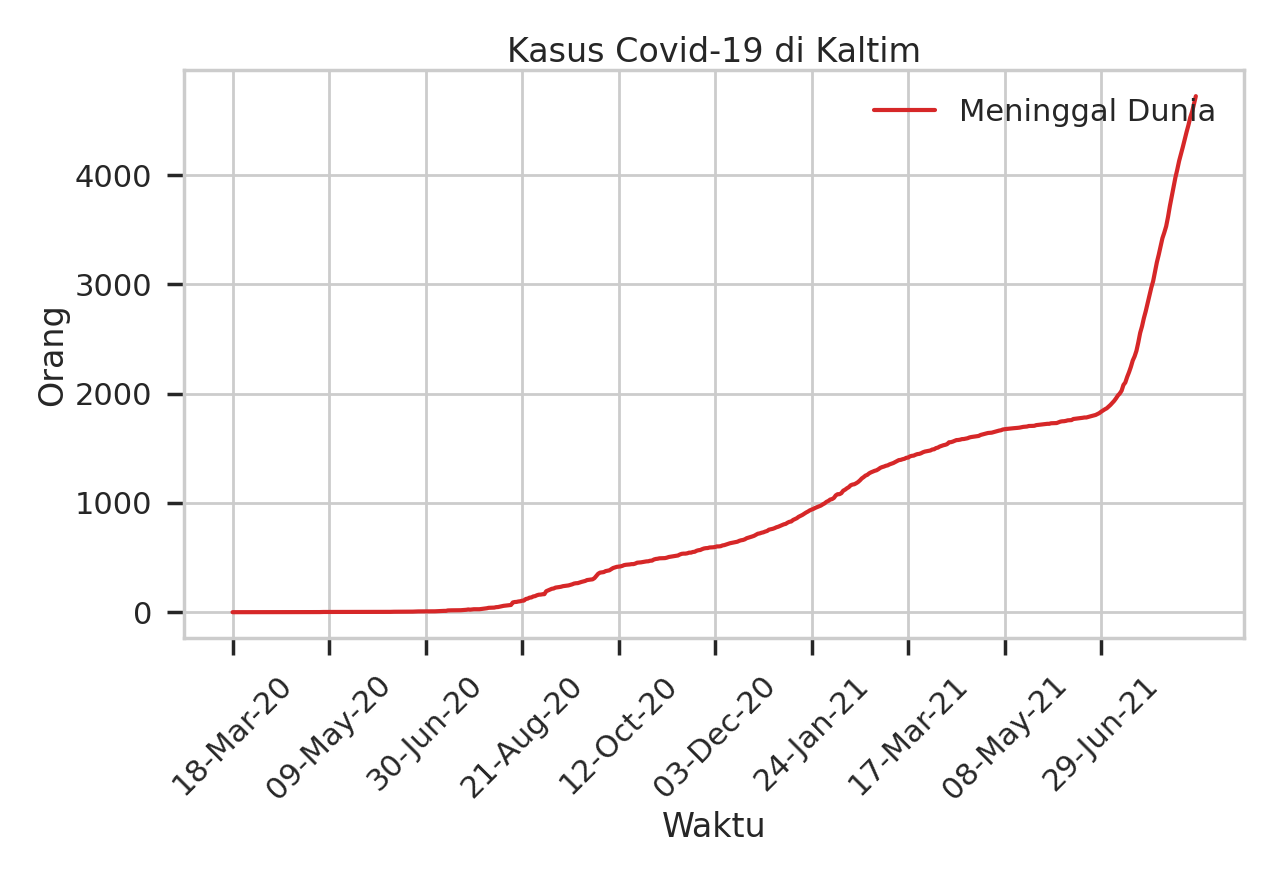 Kasus Covid-19 di Kaltim
Meninggal Dunia
4000
3000
2000
1000
0
Orang
18-Mar-20
09-May-20
30-Jun-20
21-Aug-20
12-Oct-20
03-Dec-20
24-Jan-21
17-Mar-21
08-May-21
29-Jun-21
Waktu